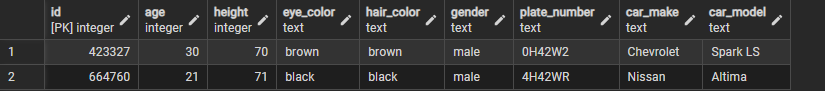 id age height eye_color hair_color gender plate_number car_make car_model
[PK] integer integer integer text text text text text text
1 423327 30 70 brown brown male 0H42W2 Chevrolet Spark LS
2 664760 21 71 black black male 4H42WR Nissan Altima